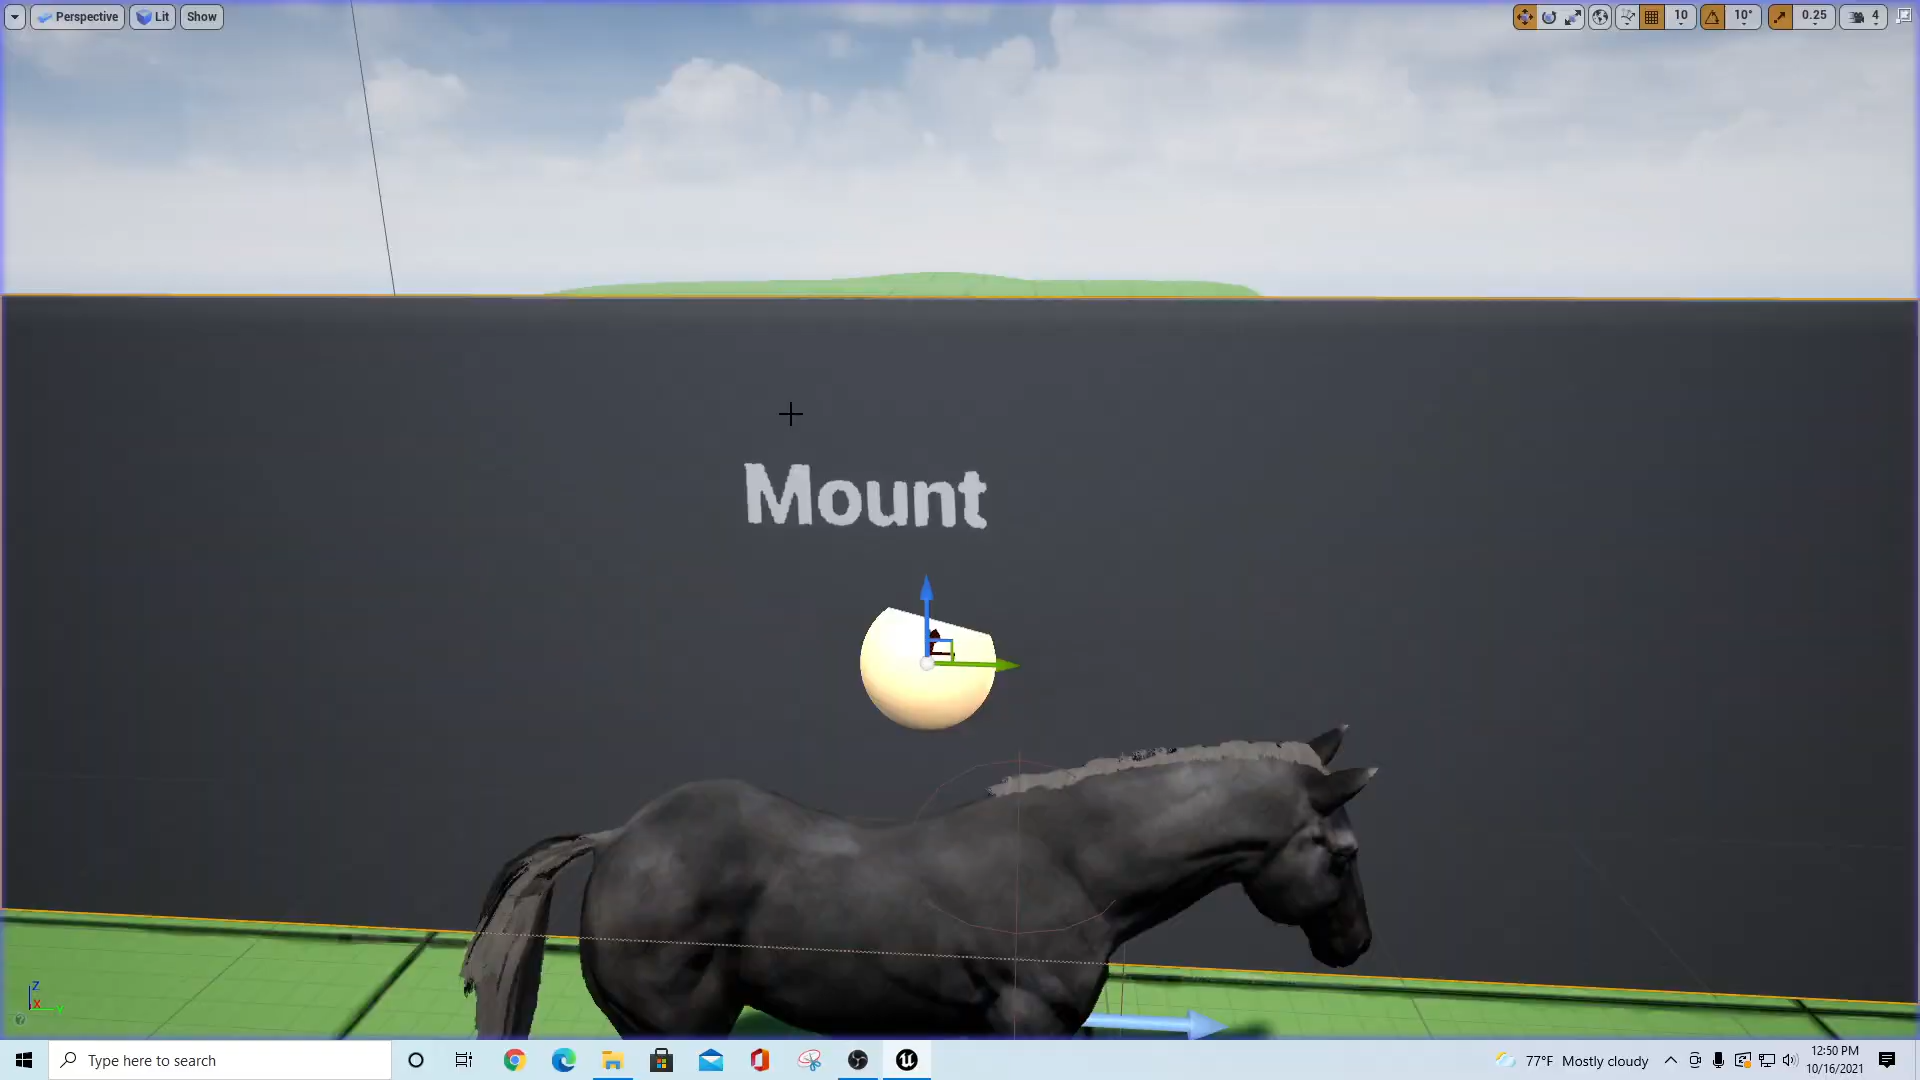 Perspective Lit Show 10 10° 0.25 4
Mount
Z
X
Y
Type here to search 77°F Mostly cloudy 12:50 PM
10/16/2021